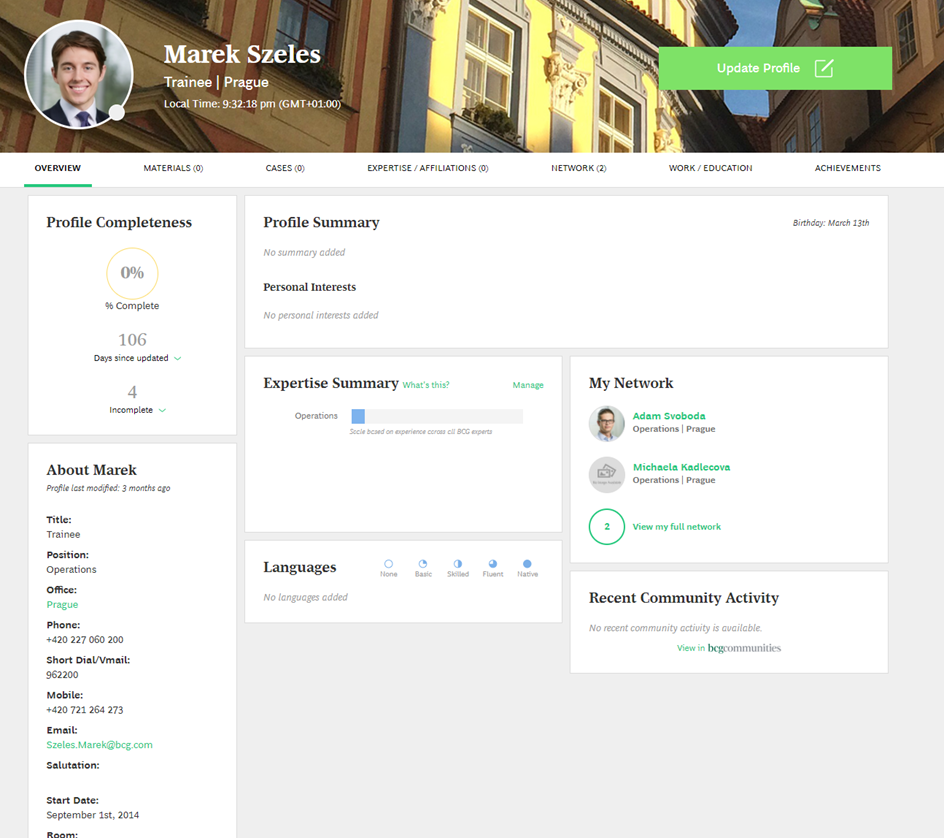 Marek Szeles
Trainee | Prague
Local Time: 9:32:18 pm (GMT+01:00)
Update Profile
OVERVIEW
MATERIALS (0)
CASES (0)
EXPERTISE / AFFILIATIONS (0)
NETWORK (2)
WORK / EDUCATION
ACHIEVEMENTS
Profile Completeness
0%
% Complete
106
Days since updated
4
Incomplete
About Marek
Profile last modified: 3 months ago
Title:
Trainee
Position:
Operations
Office:
Prague
Phone:
+420 227 060 200
Short Dial/Vmail:
962200
Mobile:
+420 721 264 273
Email:
Szeles.Marek@bcg.com
Salutation:
Start Date:
September 1st, 2014
Room:
Profile Summary
Birthday: March 13th
No summary added
Personal Interests
No personal interests added
Expertise Summary What's this?
Manage
Operations
Scale based on experience across all BCG experts
Languages
None
Basic
Skilled
Fluent
Native
No languages added
My Network
Adam Svoboda
Operations | Prague
Michaela Kadlecova
Operations | Prague
2
View my full network
Recent Community Activity
No recent community activity is available.
View in bcgcommunities